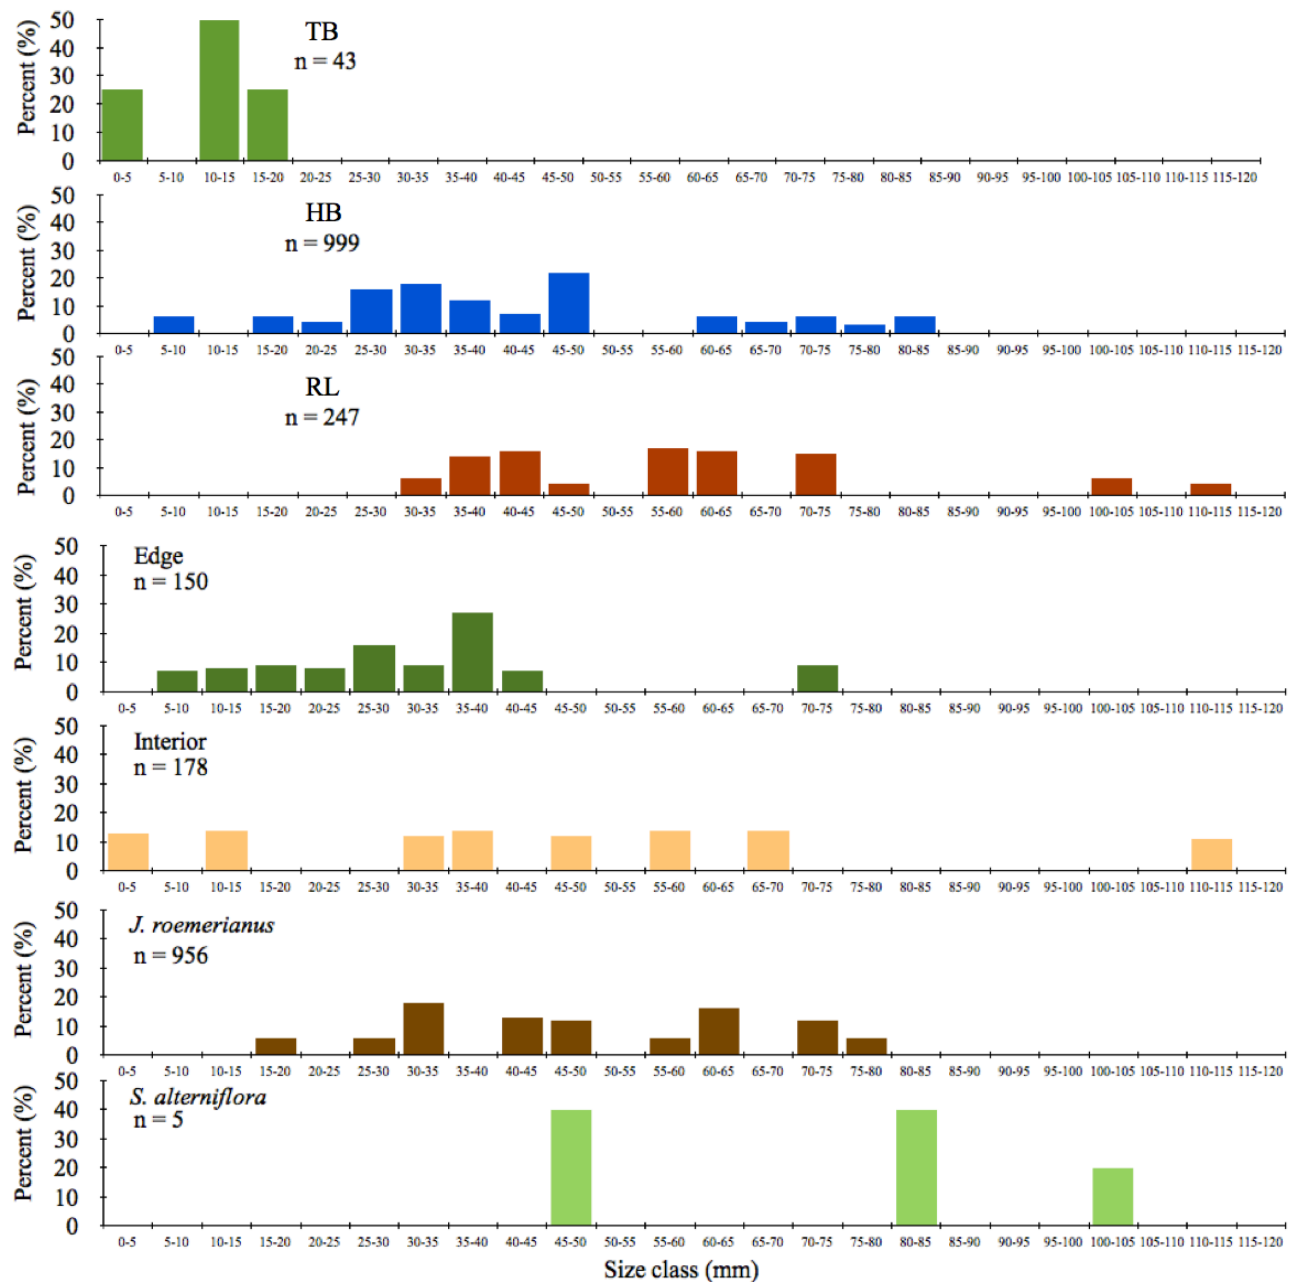 Percent (%)
50
40
30
20
10
0
TB
n = 43
0-5 5-10 10-15 15-20 20-25 25-30 30-35 35-40 40-45 45-50 50-55 55-60 60-65 65-70 70-75 75-80 80-85 85-90 90-95 95-100 100-105 105-110 110-115 115-120
Percent (%)
50
40
30
20
10
0
HB
n = 999
0-5 5-10 10-15 15-20 20-25 25-30 30-35 35-40 40-45 45-50 50-55 55-60 60-65 65-70 70-75 75-80 80-85 85-90 90-95 95-100 100-105 105-110 110-115 115-120
Percent (%)
50
40
30
20
10
0
RL
n = 247
0-5 5-10 10-15 15-20 20-25 25-30 30-35 35-40 40-45 45-50 50-55 55-60 60-65 65-70 70-75 75-80 80-85 85-90 90-95 95-100 100-105 105-110 110-115 115-120
Percent (%)
50
40
30
20
10
0
Edge
n = 150
0-5 5-10 10-15 15-20 20-25 25-30 30-35 35-40 40-45 45-50 50-55 55-60 60-65 65-70 70-75 75-80 80-85 85-90 90-95 95-100 100-105 105-110 110-115 115-120
Percent (%)
50
40
30
20
10
0
Interior
n = 178
0-5 5-10 10-15 15-20 20-25 25-30 30-35 35-40 40-45 45-50 50-55 55-60 60-65 65-70 70-75 75-80 80-85 85-90 90-95 95-100 100-105 105-110 110-115 115-120
Percent (%)
50
40
30
20
10
0
J. roemerianus
n = 956
0-5 5-10 10-15 15-20 20-25 25-30 30-35 35-40 40-45 45-50 50-55 55-60 60-65 65-70 70-75 75-80 80-85 85-90 90-95 95-100 100-105 105-110 110-115 115-120
Percent (%)
50
40
30
20
10
0
S. alterniflora
n = 5
0-5 5-10 10-15 15-20 20-25 25-30 30-35 35-40 40-45 45-50 50-55 55-60 60-65 65-70 70-75 75-80 80-85 85-90 90-95 95-100 100-105 105-110 110-115 115-120
Size class (mm)